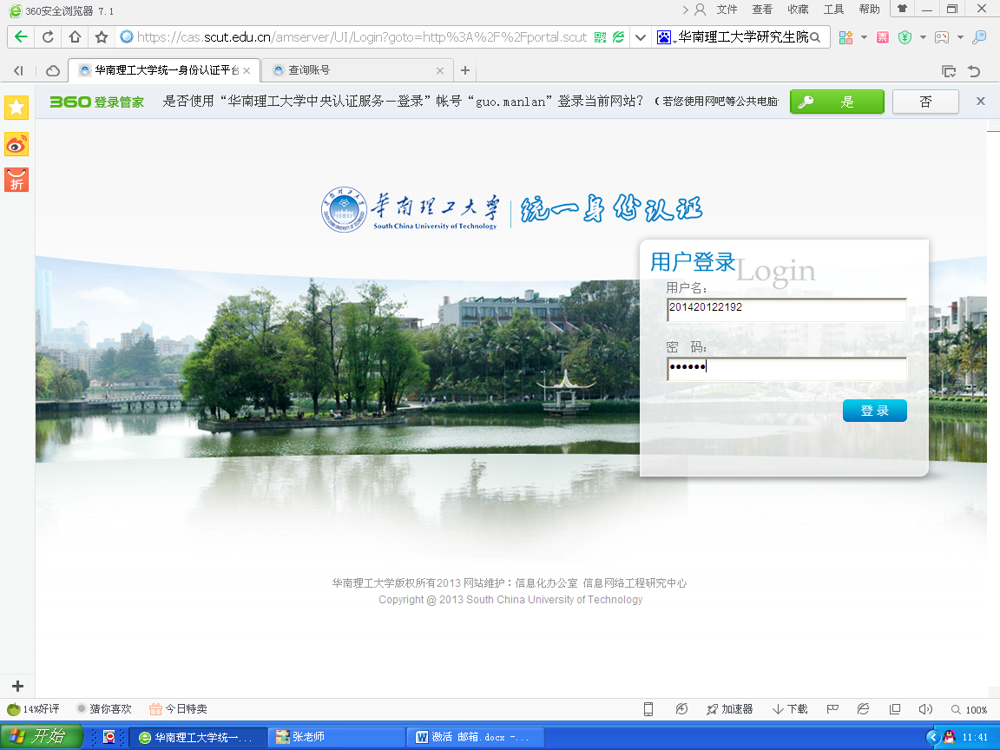 360安全浏览器 7.1
文件 查看 收藏 工具 帮助
https://cas.scut.edu.cn/amserver/UI/Login?goto=http%3A%2F%2Fportal.scut
华南理工大学研究生院
华南理工大学统一身份认证平台
查询账号
360 登录管家 是否使用“华南理工大学中央认证服务－登录”帐号“guo.manlan”登录当前网站？ （若您使用网吧等公共电脑 是 否
折
华南理工大学 统一身份认证
South China University of Technology
用户登录 Login
用户名：
201420122192
密 码：
••••••
登 录
华南理工大学版权所有2013 网站维护：信息化办公室 信息网络工程研究中心
Copyright @ 2013 South China University of Technology
14%好评 猜你喜欢 今日特卖 加速器 下载 100%
开始 华南理工大学统一... 张老师 激活 邮箱.docx -... 11:41